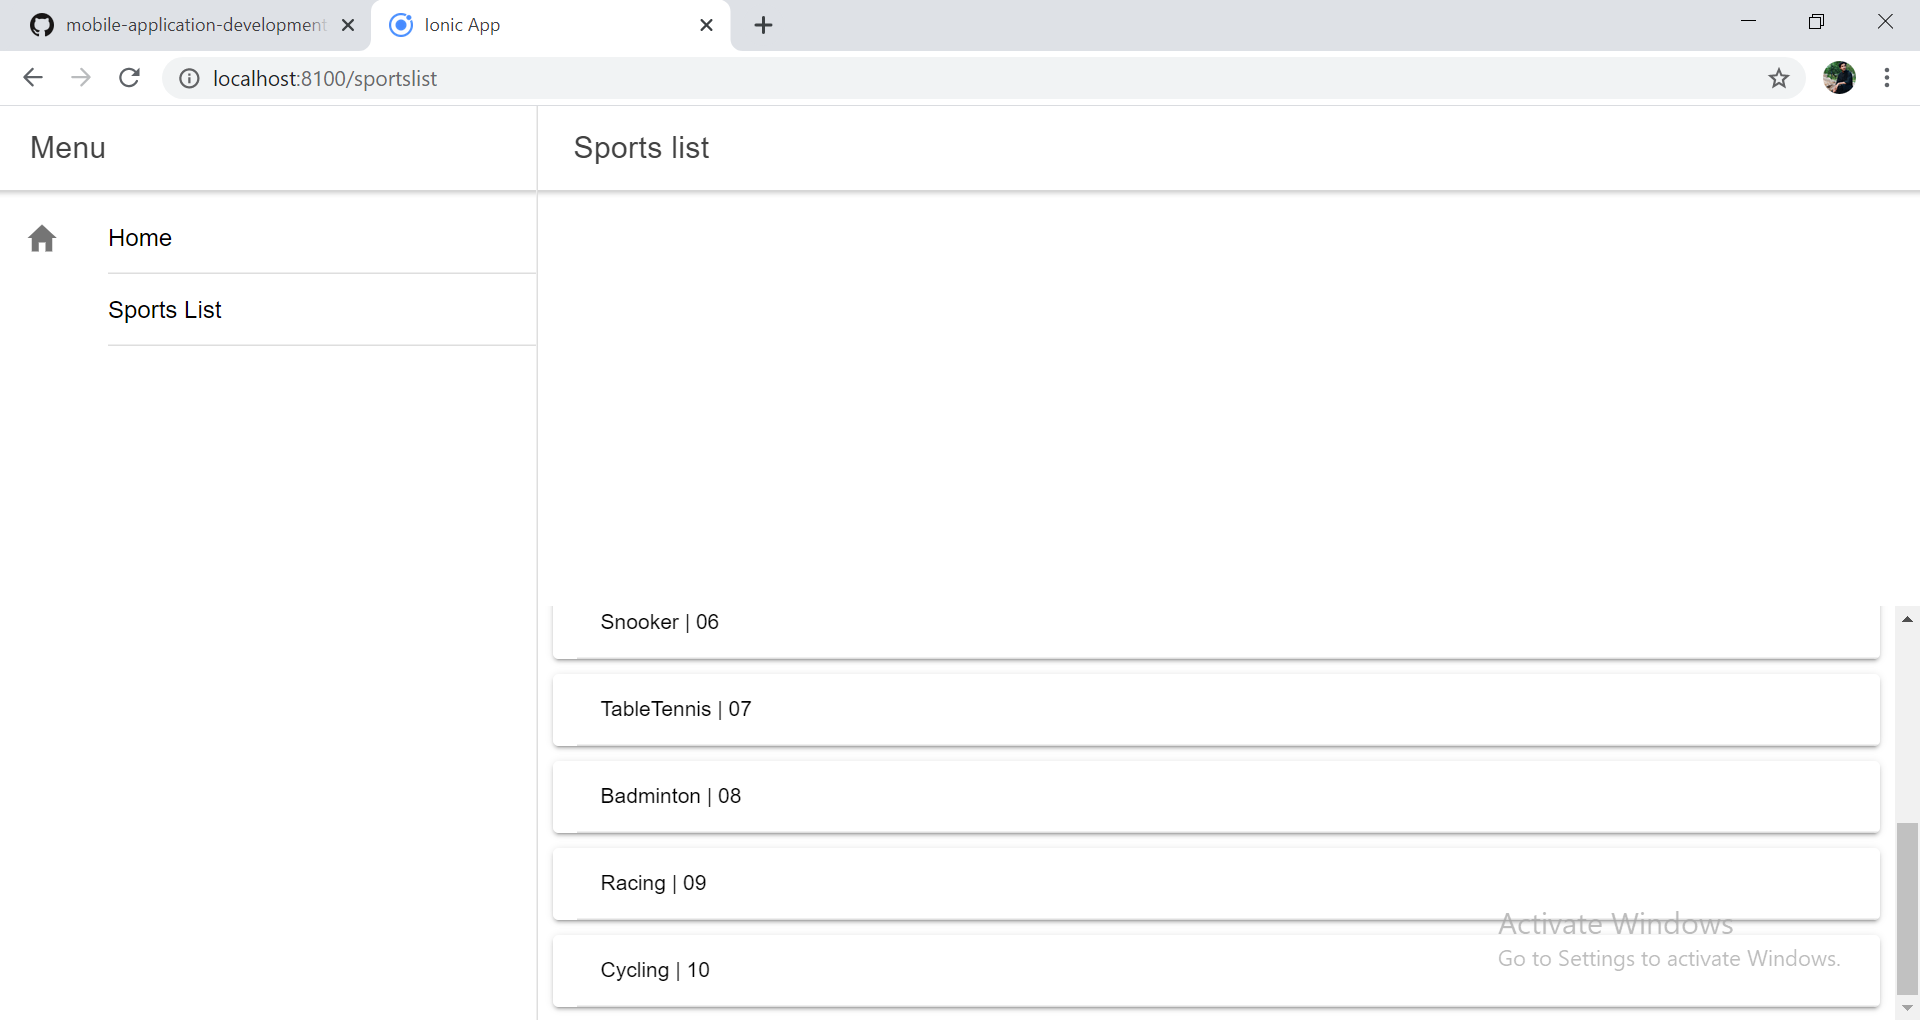 mobile-application-development
Ionic App
localhost:8100/sportslist
Menu
Sports list
Home
Sports List
Snooker | 06
TableTennis | 07
Badminton | 08
Racing | 09
Cycling | 10
Activate Windows
Go to Settings to activate Windows.